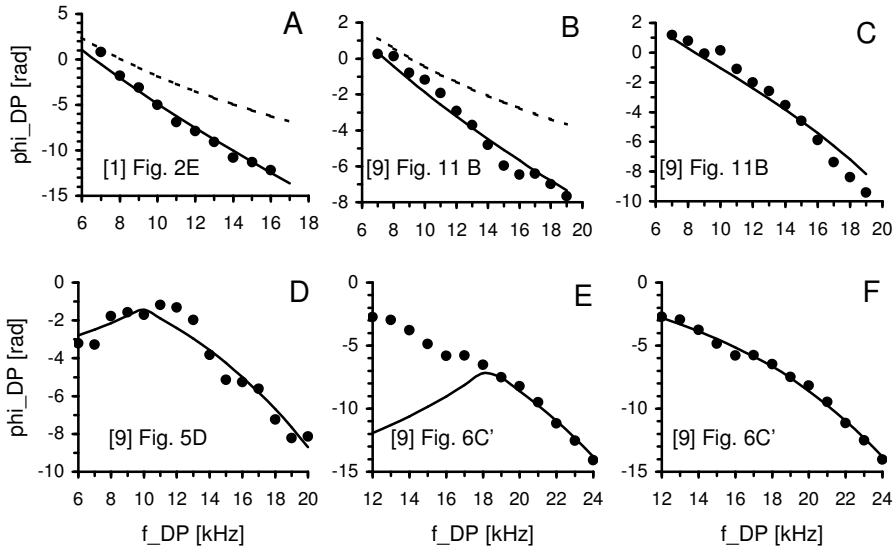 A
B
C
phi_DP [rad]
5
0
-5
-10
-15
6 8 10 12 14 16 18
[1] Fig. 2E
2
0
-2
-4
-6
-8
6 8 10 12 14 16 18 20
[9] Fig. 11 B
2
0
-2
-4
-6
-8
-10
6 8 10 12 14 16 18 20
[9] Fig. 11B
D
E
F
phi_DP [rad]
0
-2
-4
-6
-8
-10
6 8 10 12 14 16 18 20
[9] Fig. 5D
f_DP [kHz]
0
-5
-10
-15
12 14 16 18 20 22 24
[9] Fig. 6C'
f_DP [kHz]
0
-5
-10
-15
12 14 16 18 20 22 24
[9] Fig. 6C'
f_DP [kHz]